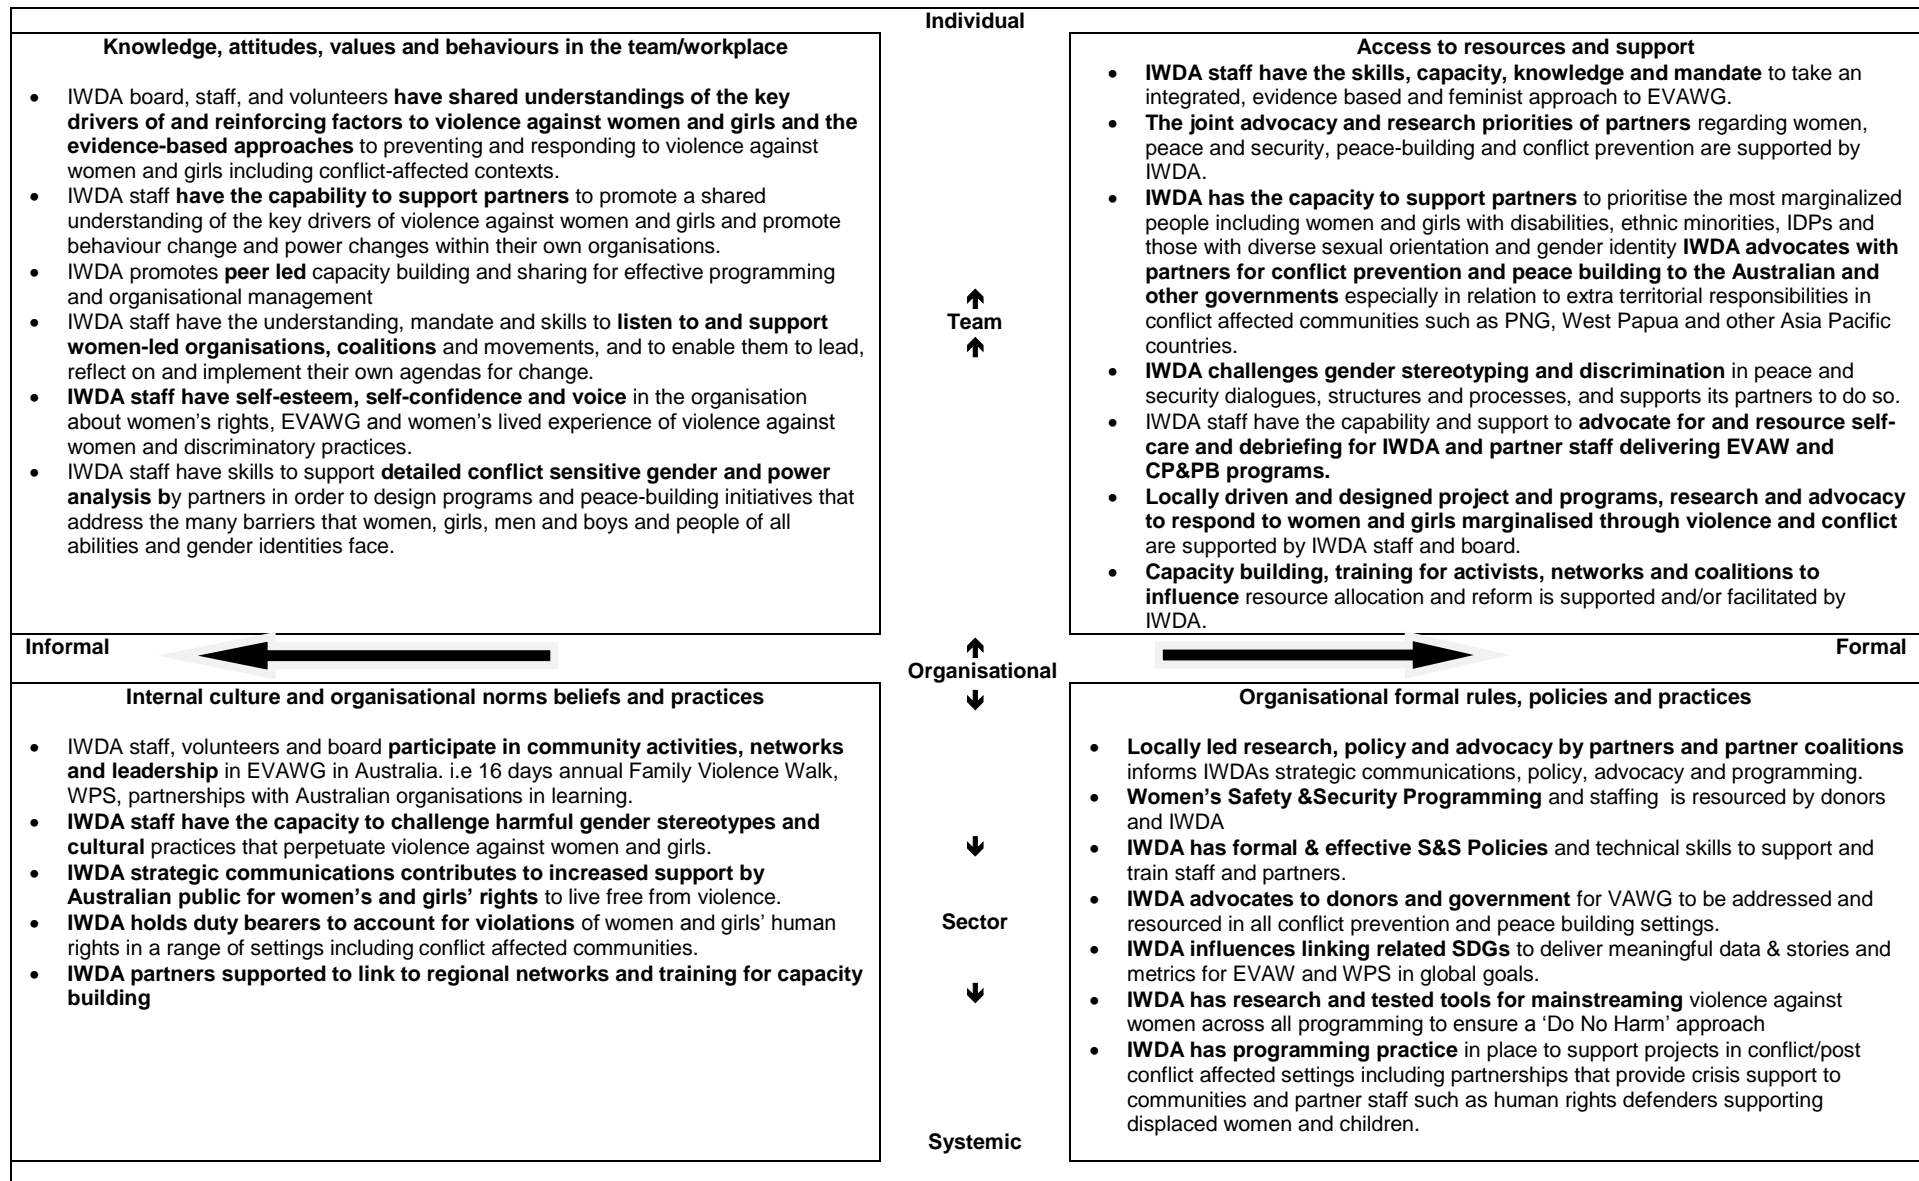 Individual
Knowledge, attitudes, values and behaviours in the team/workplace
• IWDA board, staff, and volunteers have shared understandings of the key
drivers of and reinforcing factors to violence against women and girls and the
evidence-based approaches to preventing and responding to violence against
women and girls including conflict-affected contexts.
• IWDA staff have the capability to support partners to promote a shared
understanding of the key drivers of violence against women and girls and promote
behaviour change and power changes within their own organisations.
• IWDA promotes peer led capacity building and sharing for effective programming
and organisational management
• IWDA staff have the understanding, mandate and skills to listen to and support
women-led organisations, coalitions and movements, and to enable them to lead,
reflect on and implement their own agendas for change.
• IWDA staff have self-esteem, self-confidence and voice in the organisation
about women’s rights, EVAWG and women’s lived experience of violence against
women and discriminatory practices.
• IWDA staff have skills to support detailed conflict sensitive gender and power
analysis by partners in order to design programs and peace-building initiatives that
address the many barriers that women, girls, men and boys and people of all
abilities and gender identities face.
Team
Access to resources and support
• IWDA staff have the skills, capacity, knowledge and mandate to take an
integrated, evidence based and feminist approach to EVAWG.
• The joint advocacy and research priorities of partners regarding women,
peace and security, peace-building and conflict prevention are supported by
IWDA.
• IWDA has the capacity to support partners to prioritise the most marginalized
people including women and girls with disabilities, ethnic minorities, IDPs and
those with diverse sexual orientation and gender identity IWDA advocates with
partners for conflict prevention and peace building to the Australian and
other governments especially in relation to extra territorial responsibilities in
conflict affected communities such as PNG, West Papua and other Asia Pacific
countries.
• IWDA challenges gender stereotyping and discrimination in peace and
security dialogues, structures and processes, and supports its partners to do so.
• IWDA staff have the capability and support to advocate for and resource self-
care and debriefing for IWDA and partner staff delivering EVAW and
CP&PB programs.
• Locally driven and designed project and programs, research and advocacy
to respond to women and girls marginalised through violence and conflict
are supported by IWDA staff and board.
• Capacity building, training for activists, networks and coalitions to
influence resource allocation and reform is supported and/or facilitated by
IWDA.
Informal
Organisational
Formal
Internal culture and organisational norms beliefs and practices
• IWDA staff, volunteers and board participate in community activities, networks
and leadership in EVAWG in Australia. i.e 16 days annual Family Violence Walk,
WPS, partnerships with Australian organisations in learning.
• IWDA staff have the capacity to challenge harmful gender stereotypes and
cultural practices that perpetuate violence against women and girls.
• IWDA strategic communications contributes to increased support by
Australian public for women’s and girls’ rights to live free from violence.
• IWDA holds duty bearers to account for violations of women and girls’ human
rights in a range of settings including conflict affected communities.
• IWDA partners supported to link to regional networks and training for capacity
building
Sector
Systemic
Organisational formal rules, policies and practices
• Locally led research, policy and advocacy by partners and partner coalitions
informs IWDAs strategic communications, policy, advocacy and programming.
• Women’s Safety &Security Programming and staffing is resourced by donors
and IWDA
• IWDA has formal & effective S&S Policies and technical skills to support and
train staff and partners.
• IWDA advocates to donors and government for VAWG to be addressed and
resourced in all conflict prevention and peace building settings.
• IWDA influences linking related SDGs to deliver meaningful data & stories and
metrics for EVAW and WPS in global goals.
• IWDA has research and tested tools for mainstreaming violence against
women across all programming to ensure a ‘Do No Harm’ approach
• IWDA has programming practice in place to support projects in conflict/post
conflict affected settings including partnerships that provide crisis support to
communities and partner staff such as human rights defenders supporting
displaced women and children.